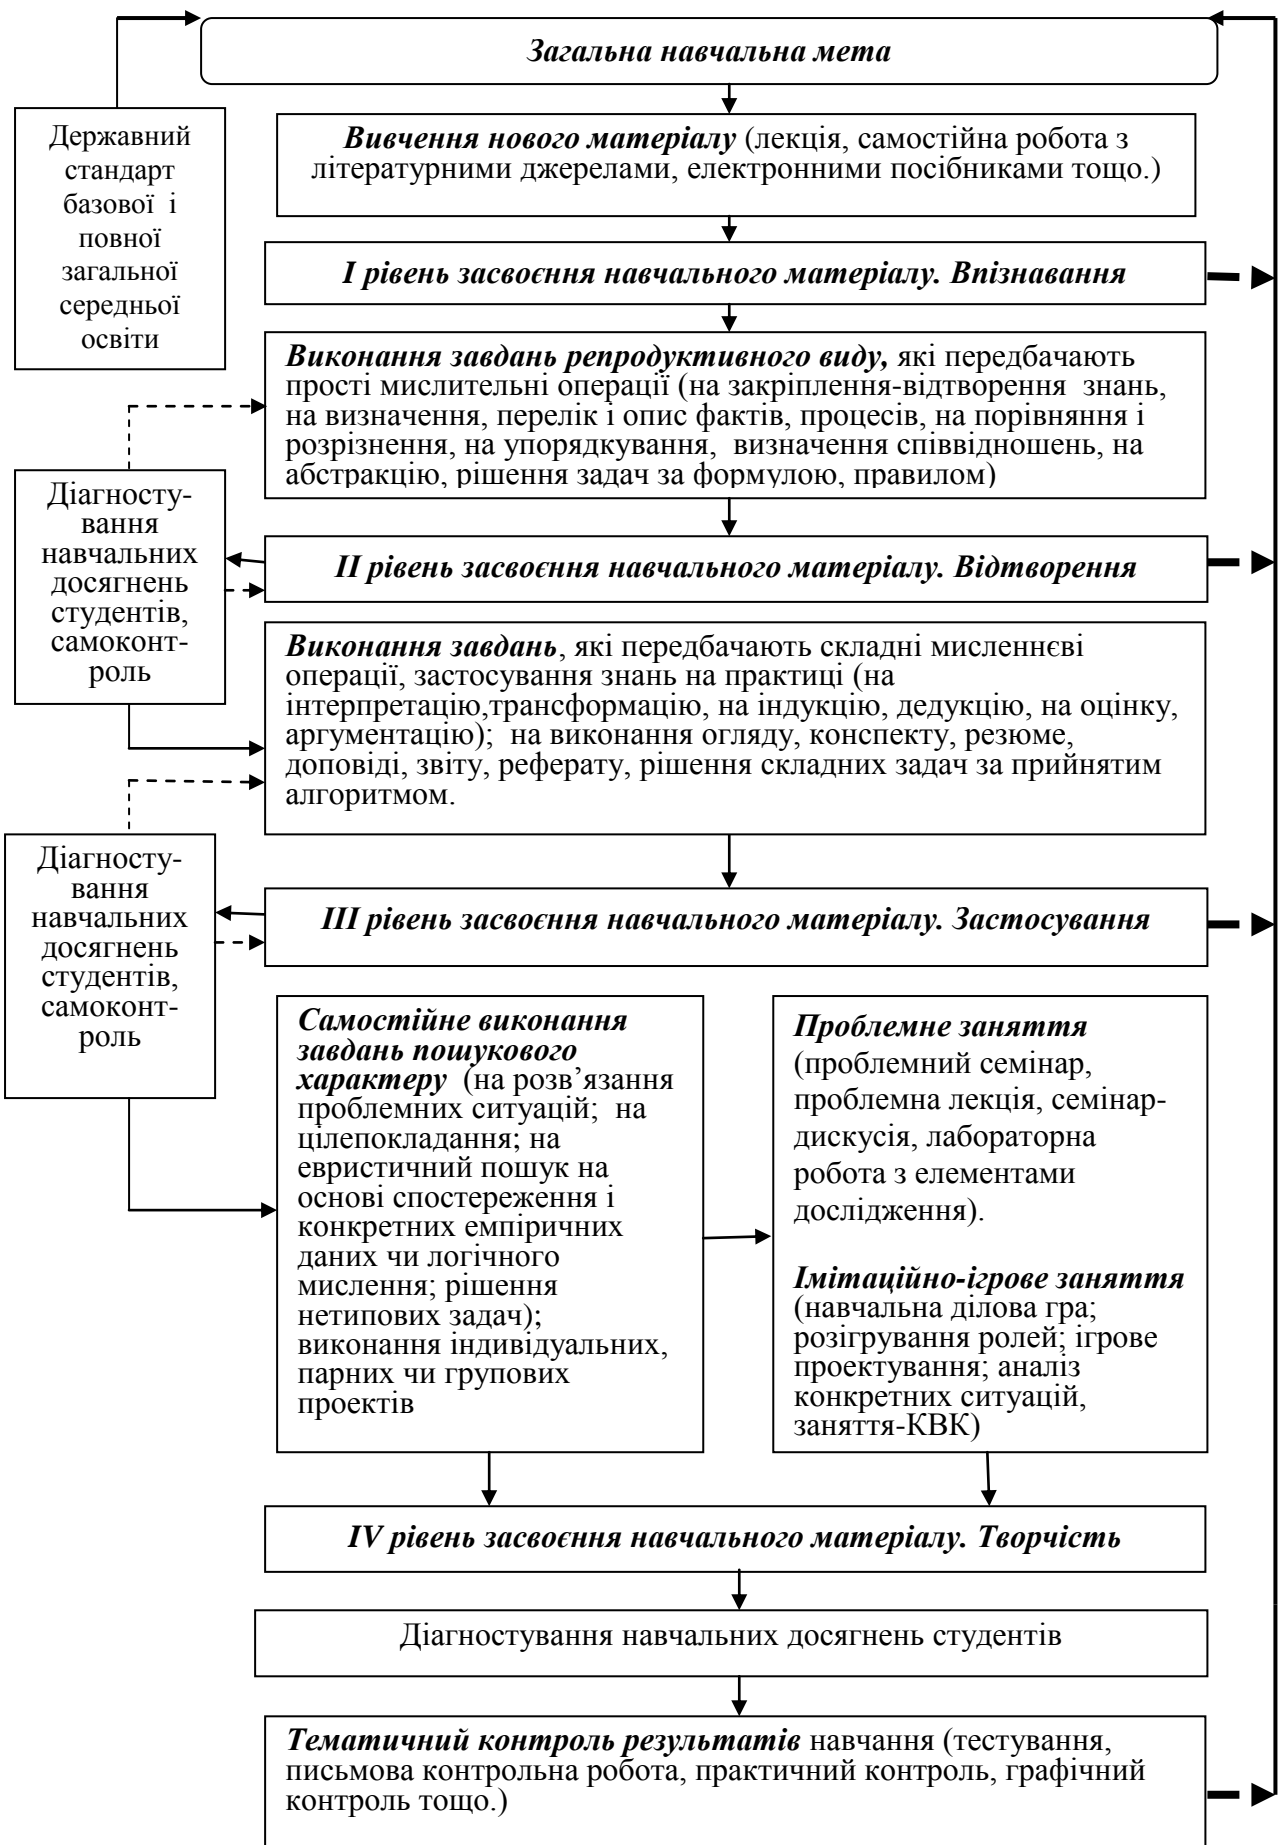 Загальна навчальна мета
Державний
стандарт
базової і
повної
загальної
середньої
освіти
Вивчення нового матеріалу (лекція, самостійна робота з
літературними джерелами, електронними посібниками тощо.)
І рівень засвоєння навчального матеріалу. Впізнавання
Виконання завдань репродуктивного виду, які передбачають
прості мислительні операції (на закріплення-відтворення знань,
на визначення, перелік і опис фактів, процесів, на порівняння і
розрізнення, на упорядкування, визначення співвідношень, на
абстракцію, рішення задач за формулою, правилом)
Діагносту-
вання
навчальних
досягнень
студентів,
самоконт-
роль
ІІ рівень засвоєння навчального матеріалу. Відтворення
Виконання завдань, які передбачають складні мисленнєві
операції, застосування знань на практиці (на
інтерпретацію,трансформацію, на індукцію, дедукцію, на оцінку,
аргументацію); на виконання огляду, конспекту, резюме,
доповіді, звіту, реферату, рішення складних задач за прийнятим
алгоритмом.
Діагносту-
вання
навчальних
досягнень
студентів,
самоконт-
роль
ІІІ рівень засвоєння навчального матеріалу. Застосування
Самостійне виконання
завдань пошукового
характеру (на розв’язання
проблемних ситуацій; на
цілепокладання; на
евристичний пошук на
основі спостереження і
конкретних емпіричних
даних чи логічного
мислення; рішення
нетипових задач);
виконання індивідуальних,
парних чи групових
проектів
Проблемне заняття
(проблемний семінар,
проблемна лекція, семінар-
дискусія, лабораторна
робота з елементами
дослідження).
Імітаційно-ігрове заняття
(навчальна ділова гра;
розігрування ролей; ігрове
проектування; аналіз
конкретних ситуацій,
заняття-КВК)
IV рівень засвоєння навчального матеріалу. Творчість
Діагностування навчальних досягнень студентів
Тематичний контроль результатів навчання (тестування,
письмова контрольна робота, практичний контроль, графічний
контроль тощо.)